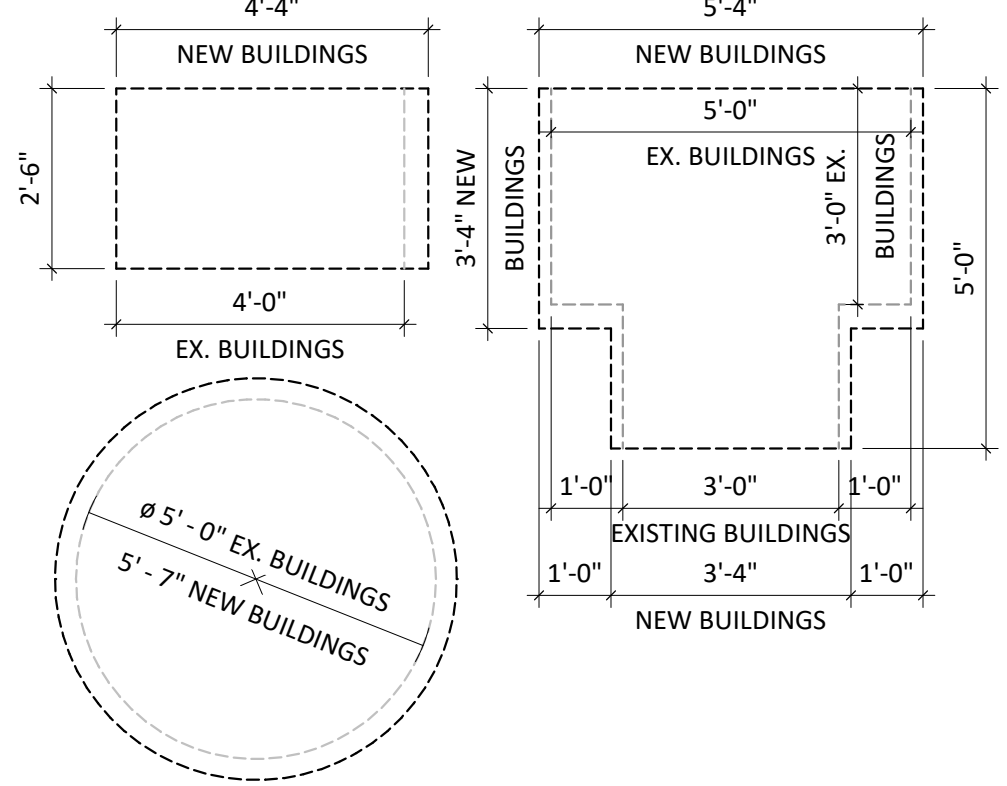 4'-4"
NEW BUILDINGS
2'-6"
4'-0"
EX. BUILDINGS
5'-4"
NEW BUILDINGS
5'-0"
EX. BUILDINGS
3'-4" NEW
BUILDINGS
3'-0" EX.
BUILDINGS
5'-0"
1'-0" 3'-0" 1'-0"
EXISTING BUILDINGS
1'-0" 3'-4" 1'-0"
NEW BUILDINGS
ø 5' - 0" EX. BUILDINGS
5' - 7" NEW BUILDINGS